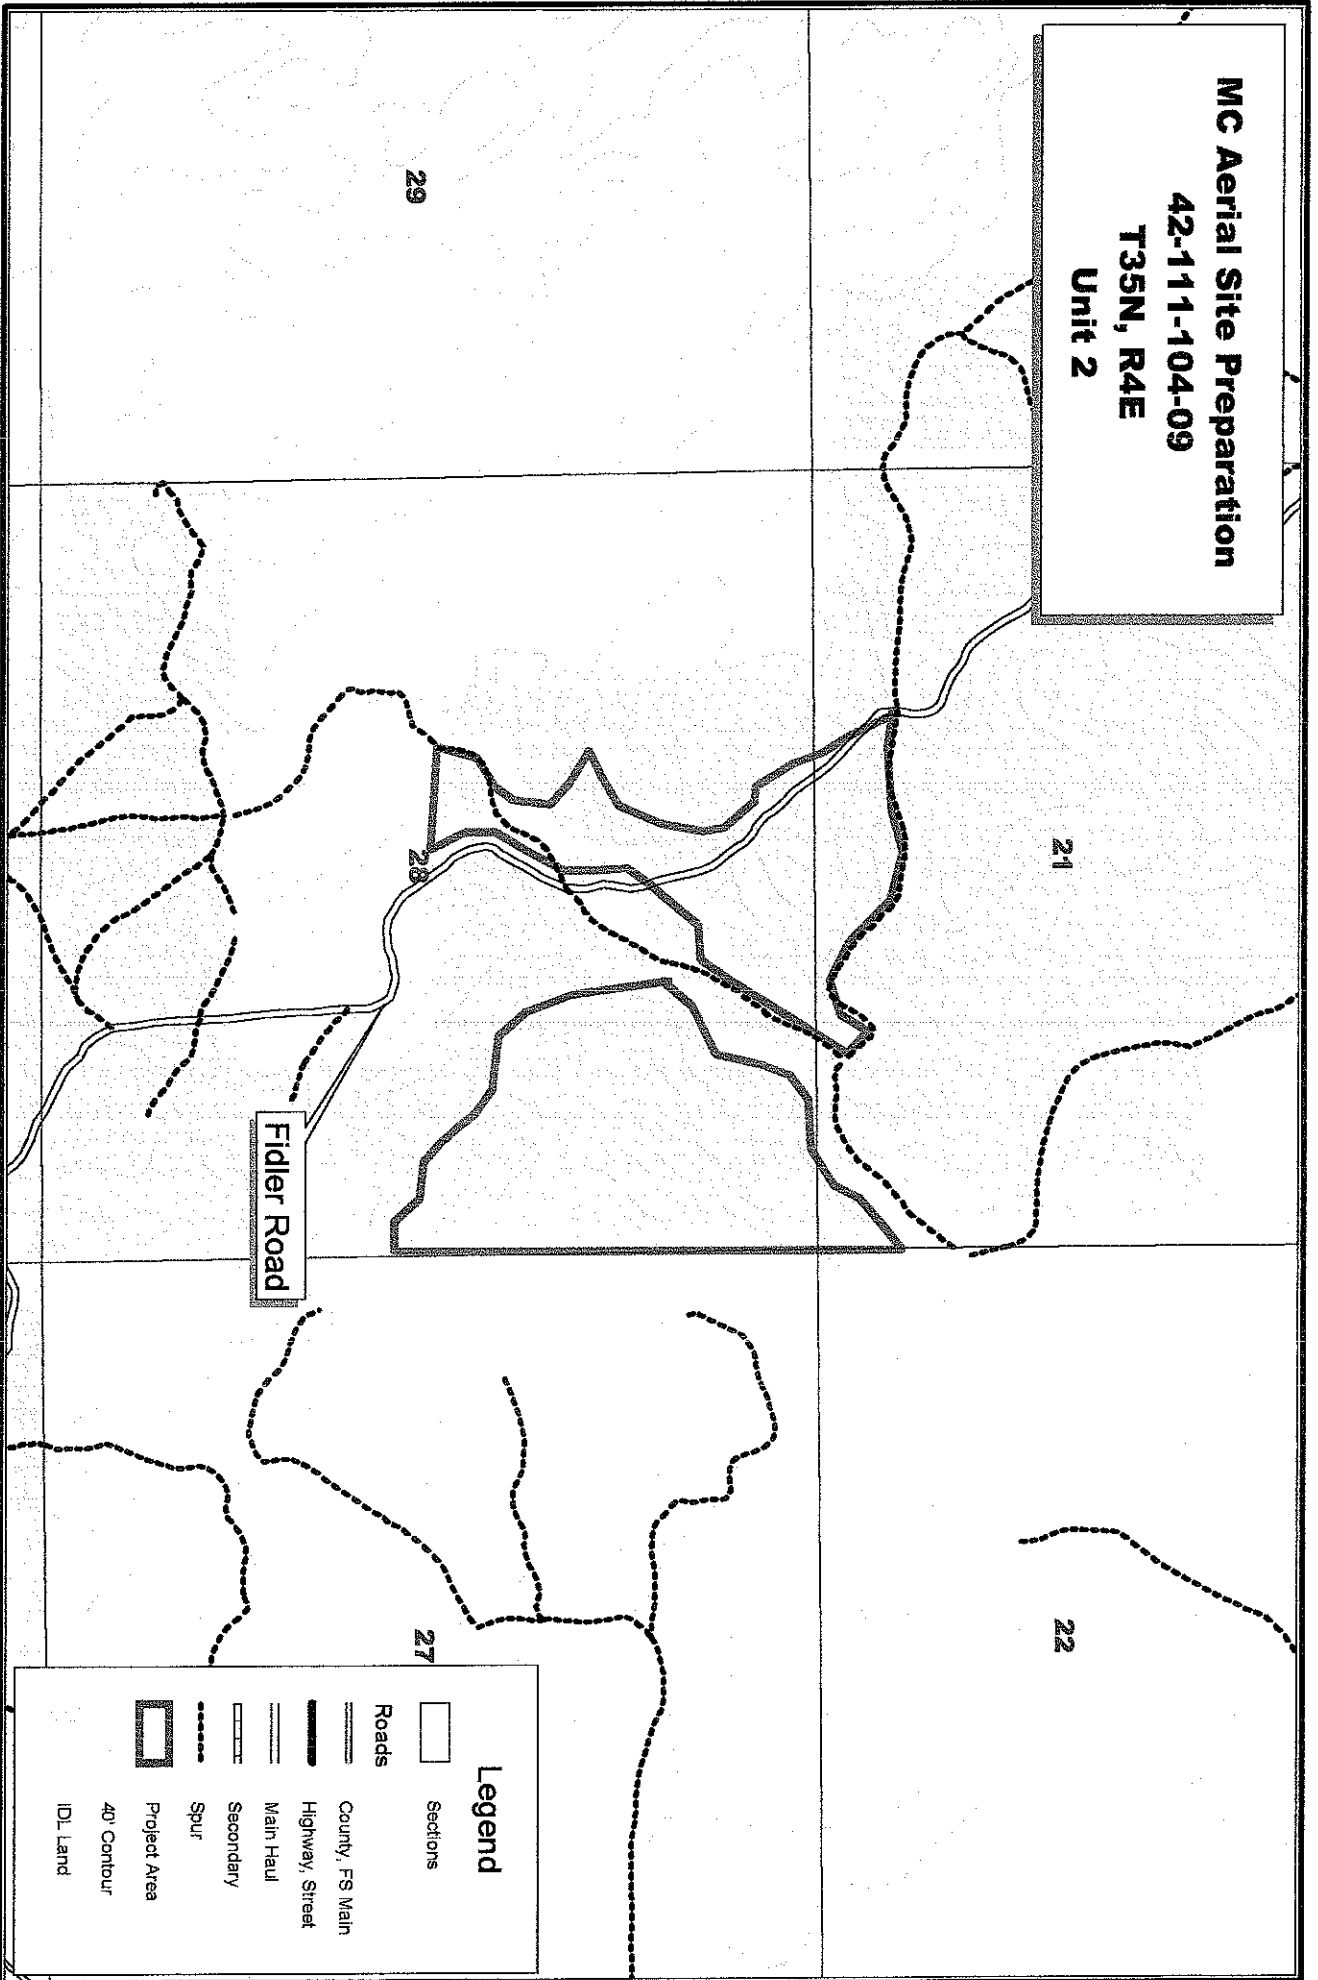 MC Aerial Site Preparation
42-111-104-09
T35N, R4E
Unit 2
21
22
29
28
27
Fidler Road
Legend
Sections
Roads
County, FS Main
Highway, Street
Main Haul
Secondary
Spur
Project Area
40' Contour
IDL Land